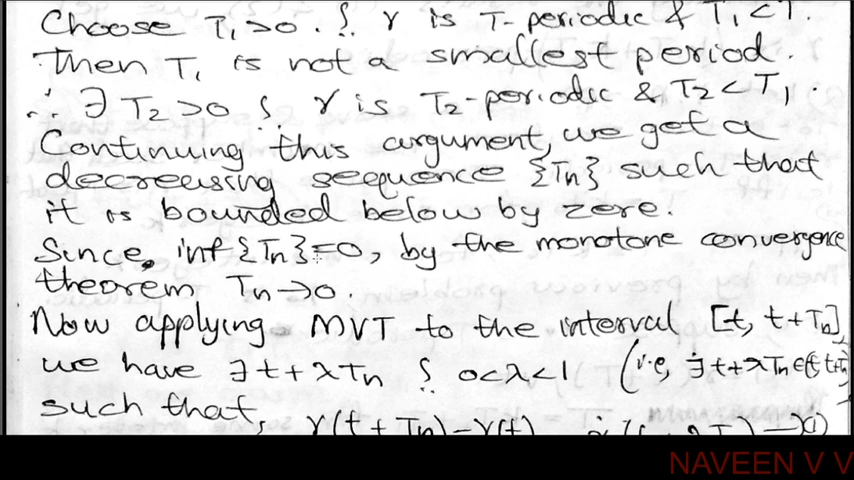 Choose T₁>0 . ⸾ γ is T-periodic & T₁<T.
Then T₁ is not a smallest period.
∴ ∃ T₂>0 ⸾ γ is T₂-periodic & T₂<T₁.
Continuing this argument, we get a
decreasing sequence {Tn} such that
it is bounded below by zero.
Since, inf{Tn}=0, by the monotone convergence
theorem Tn→0.
Now applying MVT to the interval [t, t+Tn],
we have ∃ t+λTn ⸾ 0<λ<1 (i.e, ∃ t+λTn∈(t, t+Tn)
such that, γ(t+Tn)-γ(t)
NAVEEN V V